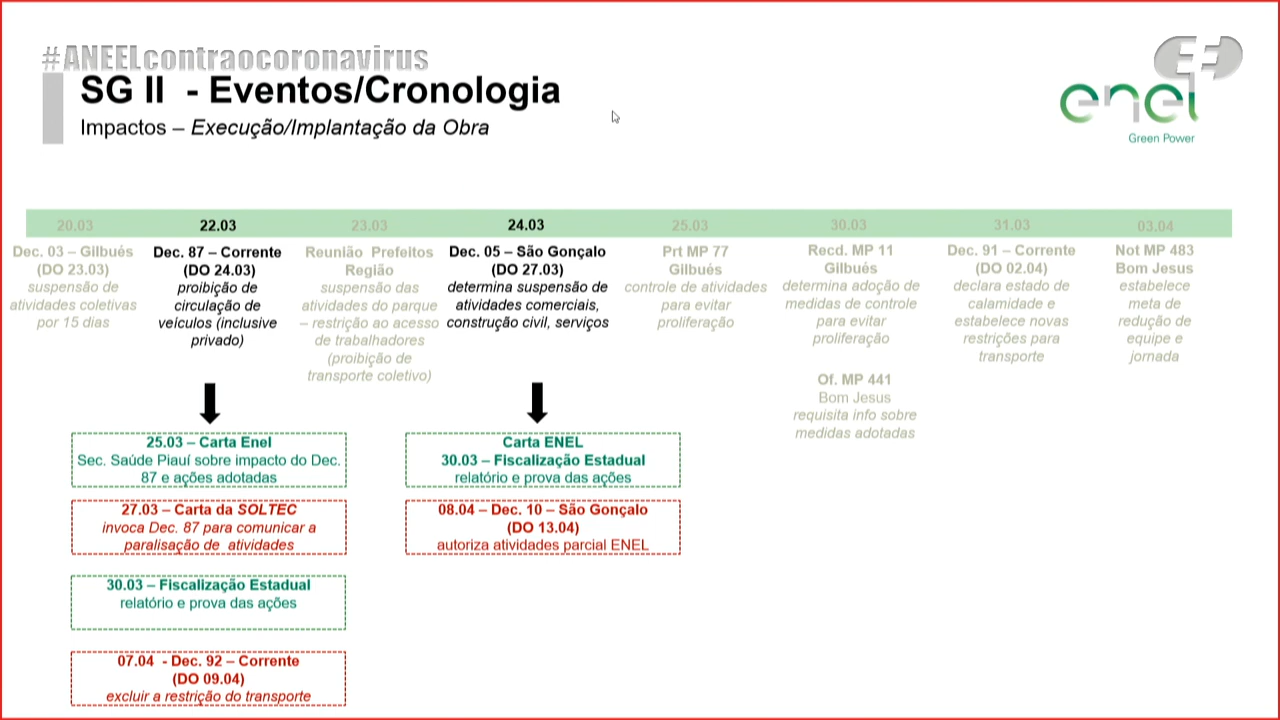 #ANEELcontraocoronavirus
SG II - Eventos/Cronologia
Impactos – Execução/Implantação da Obra
enel
Green Power
20.03
Dec. 03 – Gilbués
(DO 23.03)
suspensão de
atividades coletivas
por 15 dias
22.03
Dec. 87 – Corrente
(DO 24.03)
proibição de
circulação de
veículos (inclusive
privado)
23.03
Reunião Prefeitos
Região
suspensão das
atividades do parque
– restrição ao acesso
de trabalhadores
(proibição de
transporte coletivo)
24.03
Dec. 05 – São Gonçalo
(DO 27.03)
determina suspensão de
atividades comerciais,
construção civil, serviços
25.03
Prt MP 77
Gilbués
controle de atividades
para evitar
proliferação
30.03
Recd. MP 11
Gilbués
determina adoção de
medidas de controle
para evitar
proliferação
Of. MP 441
Bom Jesus
requisita info sobre
medidas adotadas
31.03
Dec. 91 – Corrente
(DO 02.04)
declara estado de
calamidade e
estabelece novas
restrições para
transporte
03.04
Not MP 483
Bom Jesus
estabelece
meta de
redução de
equipe e
jornada
25.03 – Carta Enel
Sec. Saúde Piauí sobre impacto do Dec.
87 e ações adotadas
27.03 – Carta da SOLTEC
invoca Dec. 87 para comunicar a
paralisação de atividades
30.03 – Fiscalização Estadual
relatório e prova das ações
07.04 - Dec. 92 – Corrente
(DO 09.04)
excluir a restrição do transporte
Carta ENEL
30.03 – Fiscalização Estadual
relatório e prova das ações
08.04 – Dec. 10 – São Gonçalo
(DO 13.04)
autoriza atividades parcial ENEL